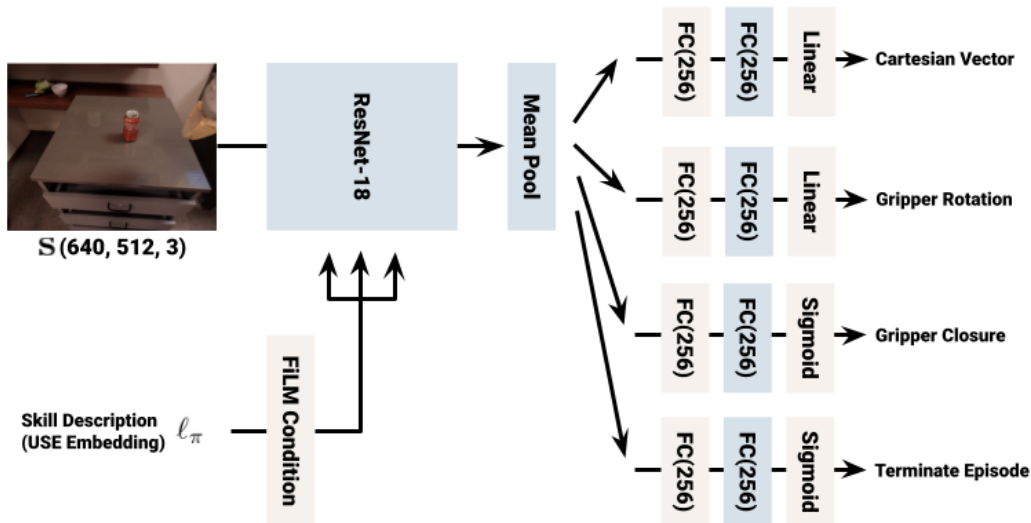 S (640, 512, 3)
Skill Description
(USE Embedding) ℓπ
FiLM Condition
ResNet-18
Mean Pool
FC(256)
FC(256)
Linear
Cartesian Vector
FC(256)
FC(256)
Linear
Gripper Rotation
FC(256)
FC(256)
Sigmoid
Gripper Closure
FC(256)
FC(256)
Sigmoid
Terminate Episode